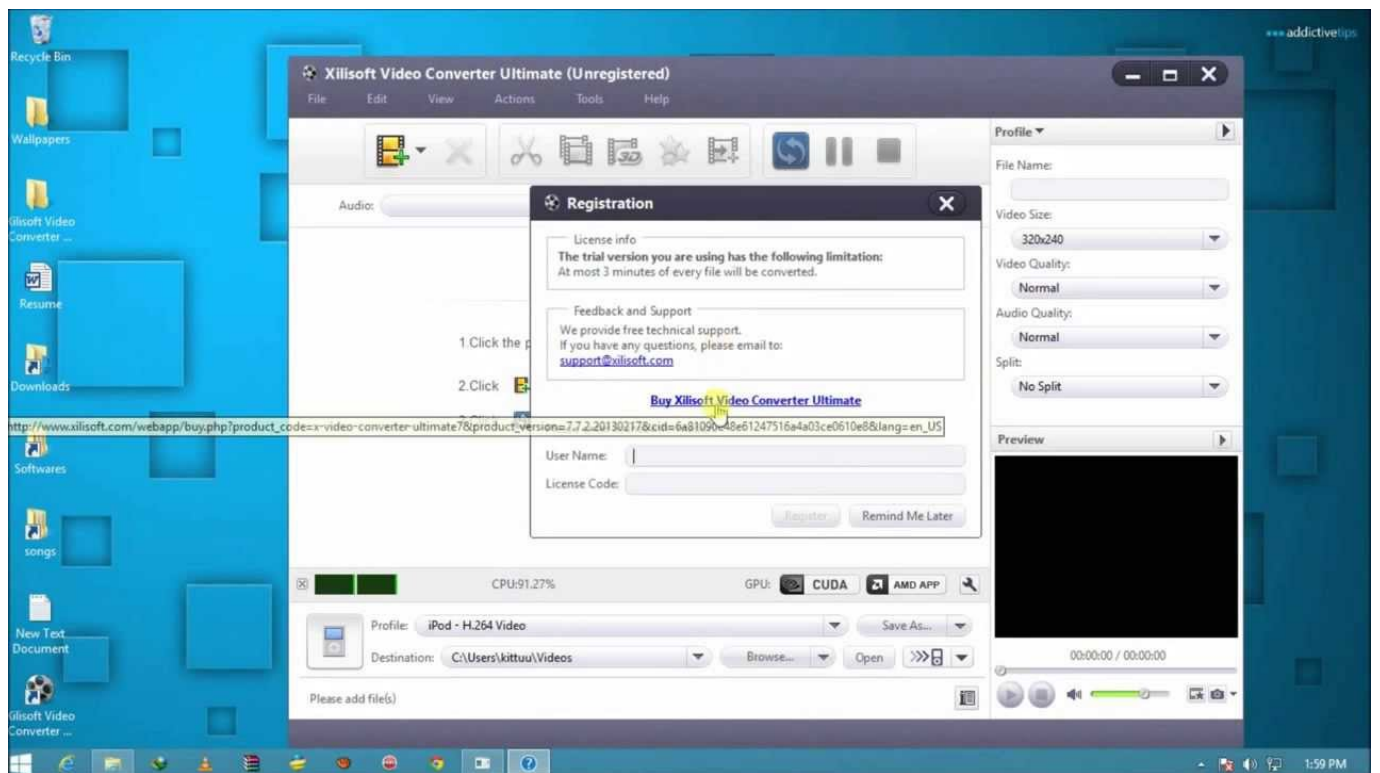 addictivetips
Recycle Bin
Wallpapers
Glisoft Video
Converter ...
Resume
Downloads
Softwares
songs
New Text
Document
Glisoft Video
Converter ...
Xilisoft Video Converter Ultimate (Unregistered)
File Edit View Actions Tools Help
3D
Audio:
1.Click the p
2.Click
Registration
License info
The trial version you are using has the following limitation:
At most 3 minutes of every file will be converted.
Feedback and Support
We provide free technical support.
If you have any questions, please email to:
support@xilisoft.com
Buy Xilisoft Video Converter Ultimate
http://www.xilisoft.com/webapp/buy.php?product_code=x-video-converter-ultimate7&product_version=7.7.2.20130217&cid=6a81090e48e61247516a4a03ce0610e8&lang=en_US
User Name:
License Code:
Register Remind Me Later
Profile
File Name:
Video Size:
320x240
Video Quality:
Normal
Audio Quality:
Normal
Split:
No Split
Preview
00:00:00 / 00:00:00
CPU:91.27% GPU: CUDA AMD APP
Profile: iPod - H.264 Video Save As...
Destination: C:\Users\kittuu\Videos Browse... Open
Please add file(s)
1:59 PM